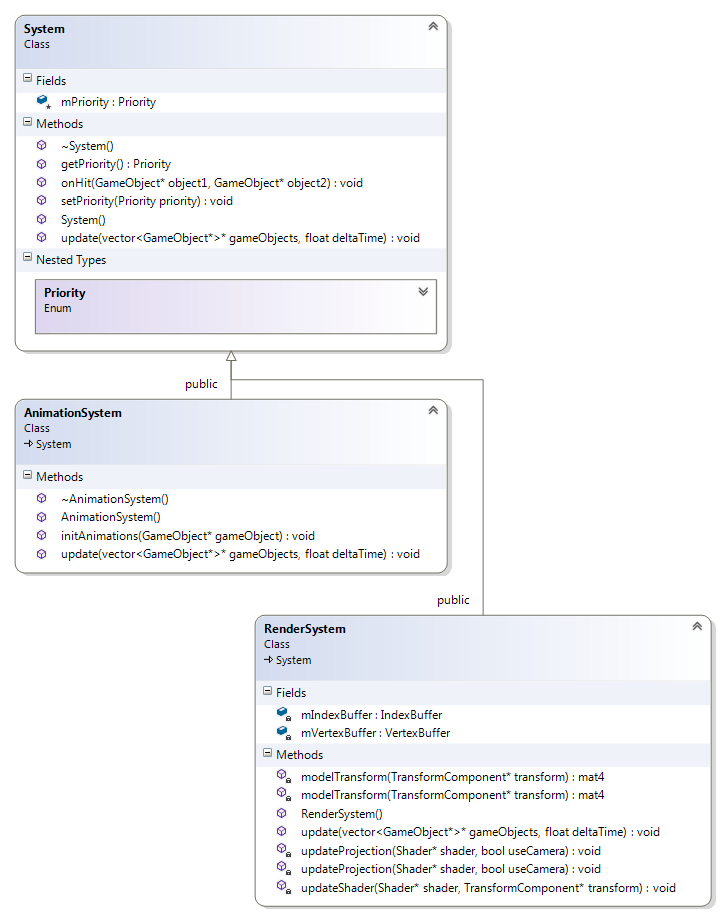 System
Class
Fields
mPriority : Priority
Methods
~System()
getPriority() : Priority
onHit(GameObject* object1, GameObject* object2) : void
setPriority(Priority priority) : void
System()
update(vector<GameObject*>* gameObjects, float deltaTime) : void
Nested Types
Priority
Enum
public
AnimationSystem
Class
System
Methods
~AnimationSystem()
AnimationSystem()
initAnimations(GameObject* gameObject) : void
update(vector<GameObject*>* gameObjects, float deltaTime) : void
public
RenderSystem
Class
System
Fields
mIndexBuffer : IndexBuffer
mVertexBuffer : VertexBuffer
Methods
modelTransform(TransformComponent* transform) : mat4
modelTransform(TransformComponent* transform) : mat4
RenderSystem()
update(vector<GameObject*>* gameObjects, float deltaTime) : void
updateProjection(Shader* shader, bool useCamera) : void
updateProjection(Shader* shader, bool useCamera) : void
updateShader(Shader* shader, TransformComponent* transform) : void